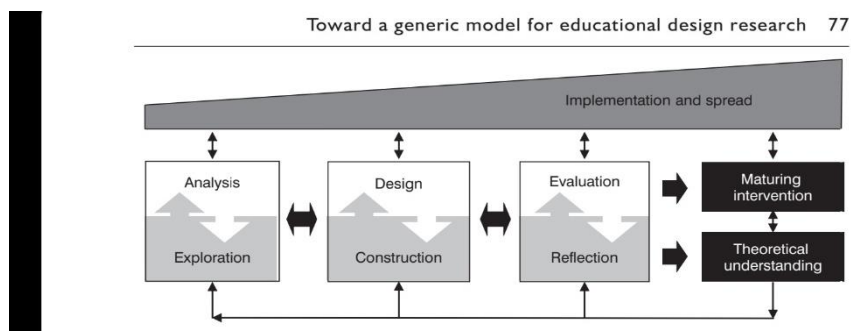 Toward a generic model for educational design research 77
Implementation and spread
Analysis
Exploration
Design
Construction
Evaluation
Reflection
Maturing
intervention
Theoretical
understanding